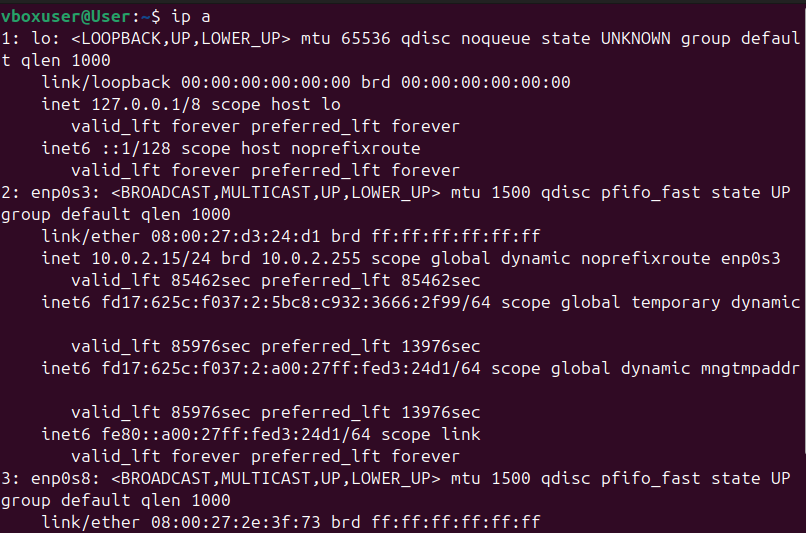 vboxuser@User:~$ ip a
1: lo: <LOOPBACK,UP,LOWER_UP> mtu 65536 qdisc noqueue state UNKNOWN group defaul
t qlen 1000
    link/loopback 00:00:00:00:00:00 brd 00:00:00:00:00:00
    inet 127.0.0.1/8 scope host lo
       valid_lft forever preferred_lft forever
    inet6 ::1/128 scope host noprefixroute
       valid_lft forever preferred_lft forever
2: enp0s3: <BROADCAST,MULTICAST,UP,LOWER_UP> mtu 1500 qdisc pfifo_fast state UP
group default qlen 1000
    link/ether 08:00:27:d3:24:d1 brd ff:ff:ff:ff:ff:ff
    inet 10.0.2.15/24 brd 10.0.2.255 scope global dynamic noprefixroute enp0s3
       valid_lft 85462sec preferred_lft 85462sec
    inet6 fd17:625c:f037:2:5bc8:c932:3666:2f99/64 scope global temporary dynamic
       valid_lft 85976sec preferred_lft 13976sec
    inet6 fd17:625c:f037:2:a00:27ff:fed3:24d1/64 scope global dynamic mngtmpaddr
       valid_lft 85976sec preferred_lft 13976sec
    inet6 fe80::a00:27ff:fed3:24d1/64 scope link
       valid_lft forever preferred_lft forever
3: enp0s8: <BROADCAST,MULTICAST,UP,LOWER_UP> mtu 1500 qdisc pfifo_fast state UP
group default qlen 1000
    link/ether 08:00:27:2e:3f:73 brd ff:ff:ff:ff:ff:ff